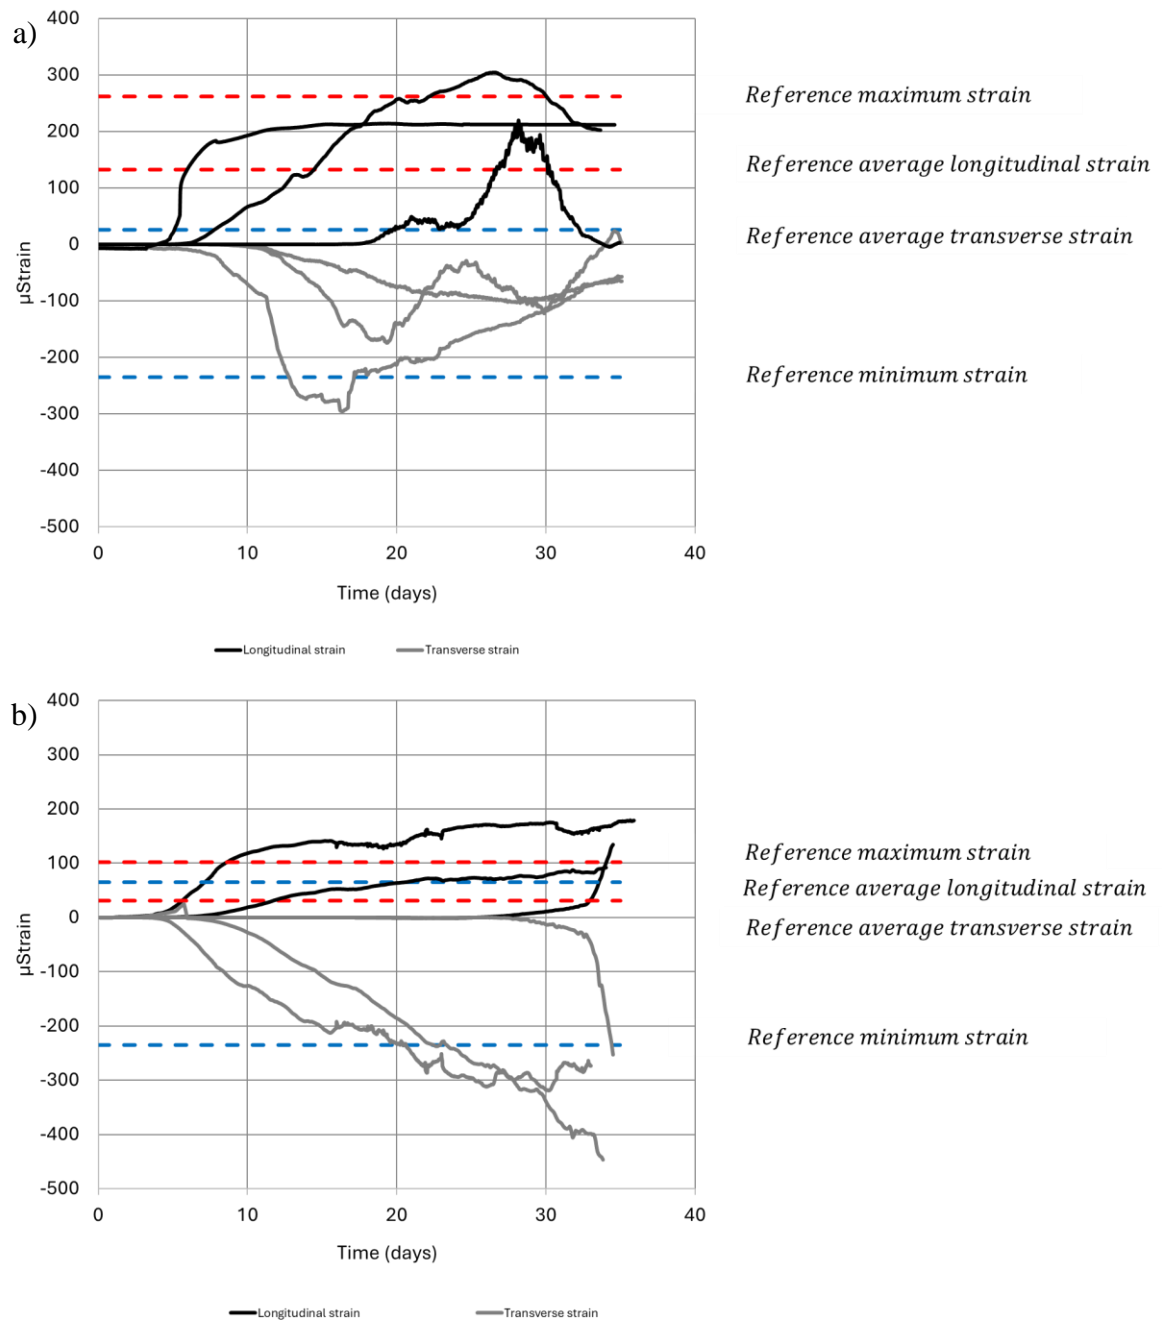 a)
400
300
200
100
0
-100
-200
-300
-400
-500
µStrain
0 10 20 30 40
Time (days)
Longitudinal strain Transverse strain
Reference maximum strain
Reference average longitudinal strain
Reference average transverse strain
Reference minimum strain
b)
400
300
200
100
0
-100
-200
-300
-400
-500
µStrain
0 10 20 30 40
Time (days)
Longitudinal strain Transverse strain
Reference maximum strain
Reference average longitudinal strain
Reference average transverse strain
Reference minimum strain